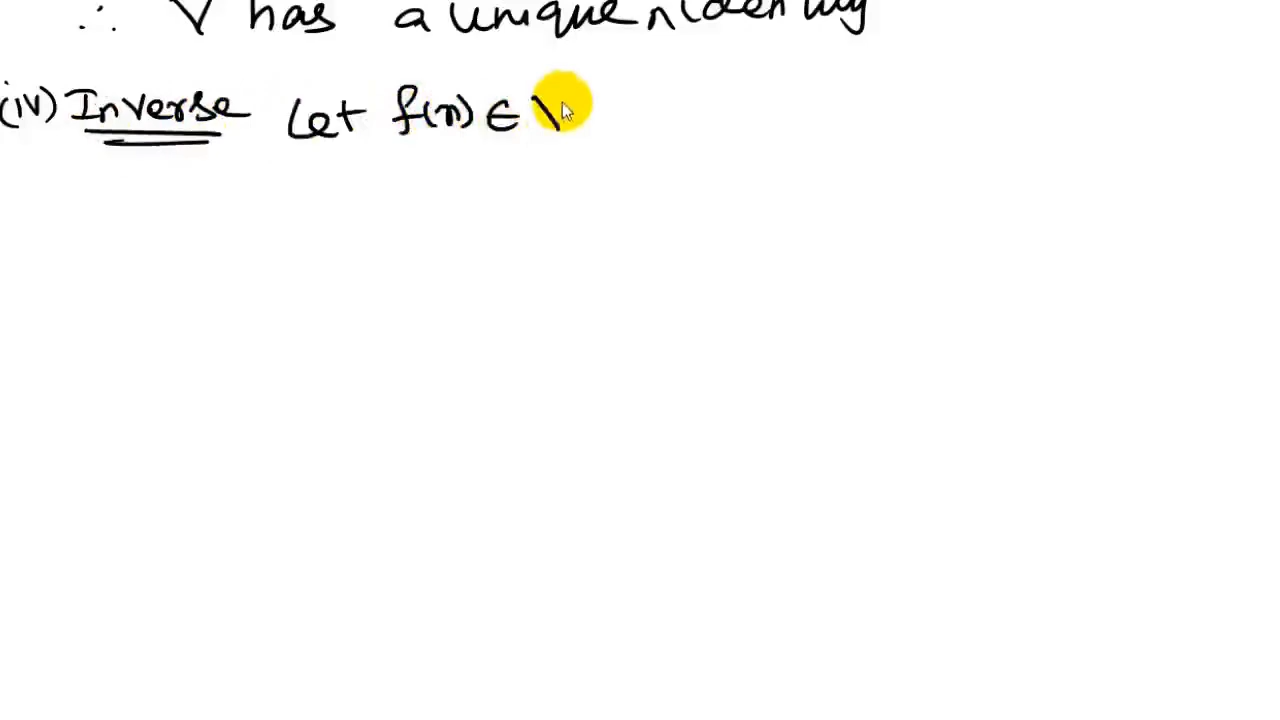 ∴ V has a unique identity
(iv) Inverse Let f(x) ∈ \